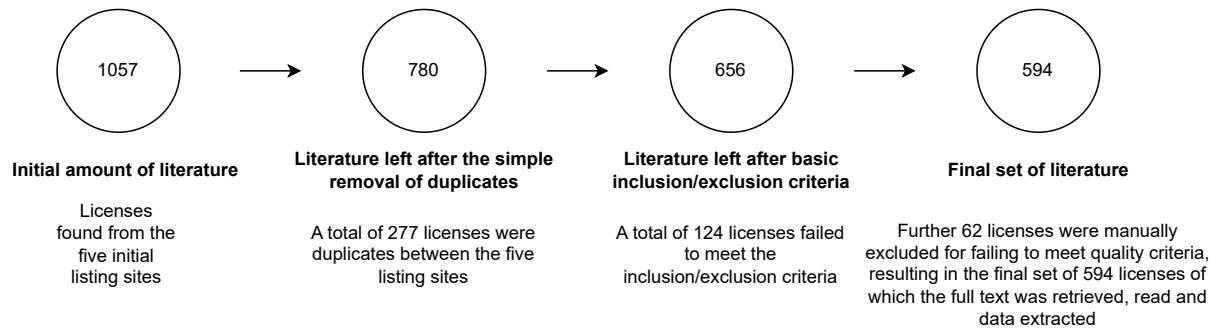 1057
780
656
594
Initial amount of literature
Licenses
found from the
five initial
listing sites
Literature left after the simple
removal of duplicates
A total of 277 licenses were
duplicates between the five
listing sites
Literature left after basic
inclusion/exclusion criteria
A total of 124 licenses failed
to meet the
inclusion/exclusion criteria
Final set of literature
Further 62 licenses were manually
excluded for failing to meet quality criteria,
resulting in the final set of 594 licenses of
which the full text was retrieved, read and
data extracted